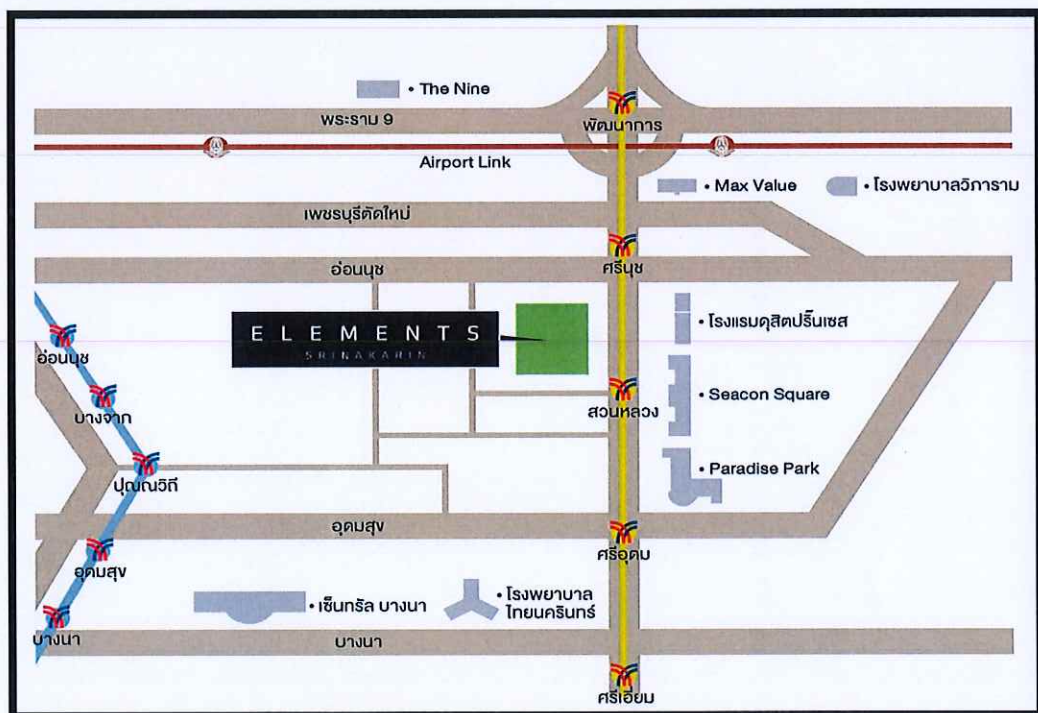 • The Nine
พระราม 9
พัฒนาการ
Airport Link
• Max Value
• โรงพยาบาลวิภาราม
เพชรบุรีตัดใหม่
อ่อนนุช
ศรีนุช
ELEMENTS
SRINAKARIN
• โรงแรมดุสิตปริ๊นเซส
อ่อนนุช
บางจาก
สวนหลวง
• Seacon Square
ปุณณวิถี
• Paradise Park
อุดมสุข
ศรีอุดม
อุดมสุข
• เซ็นทรัล บางนา
• โรงพยาบาล
ไทยนครินทร์
บางนา
บางนา
ศรีเอี่ยม